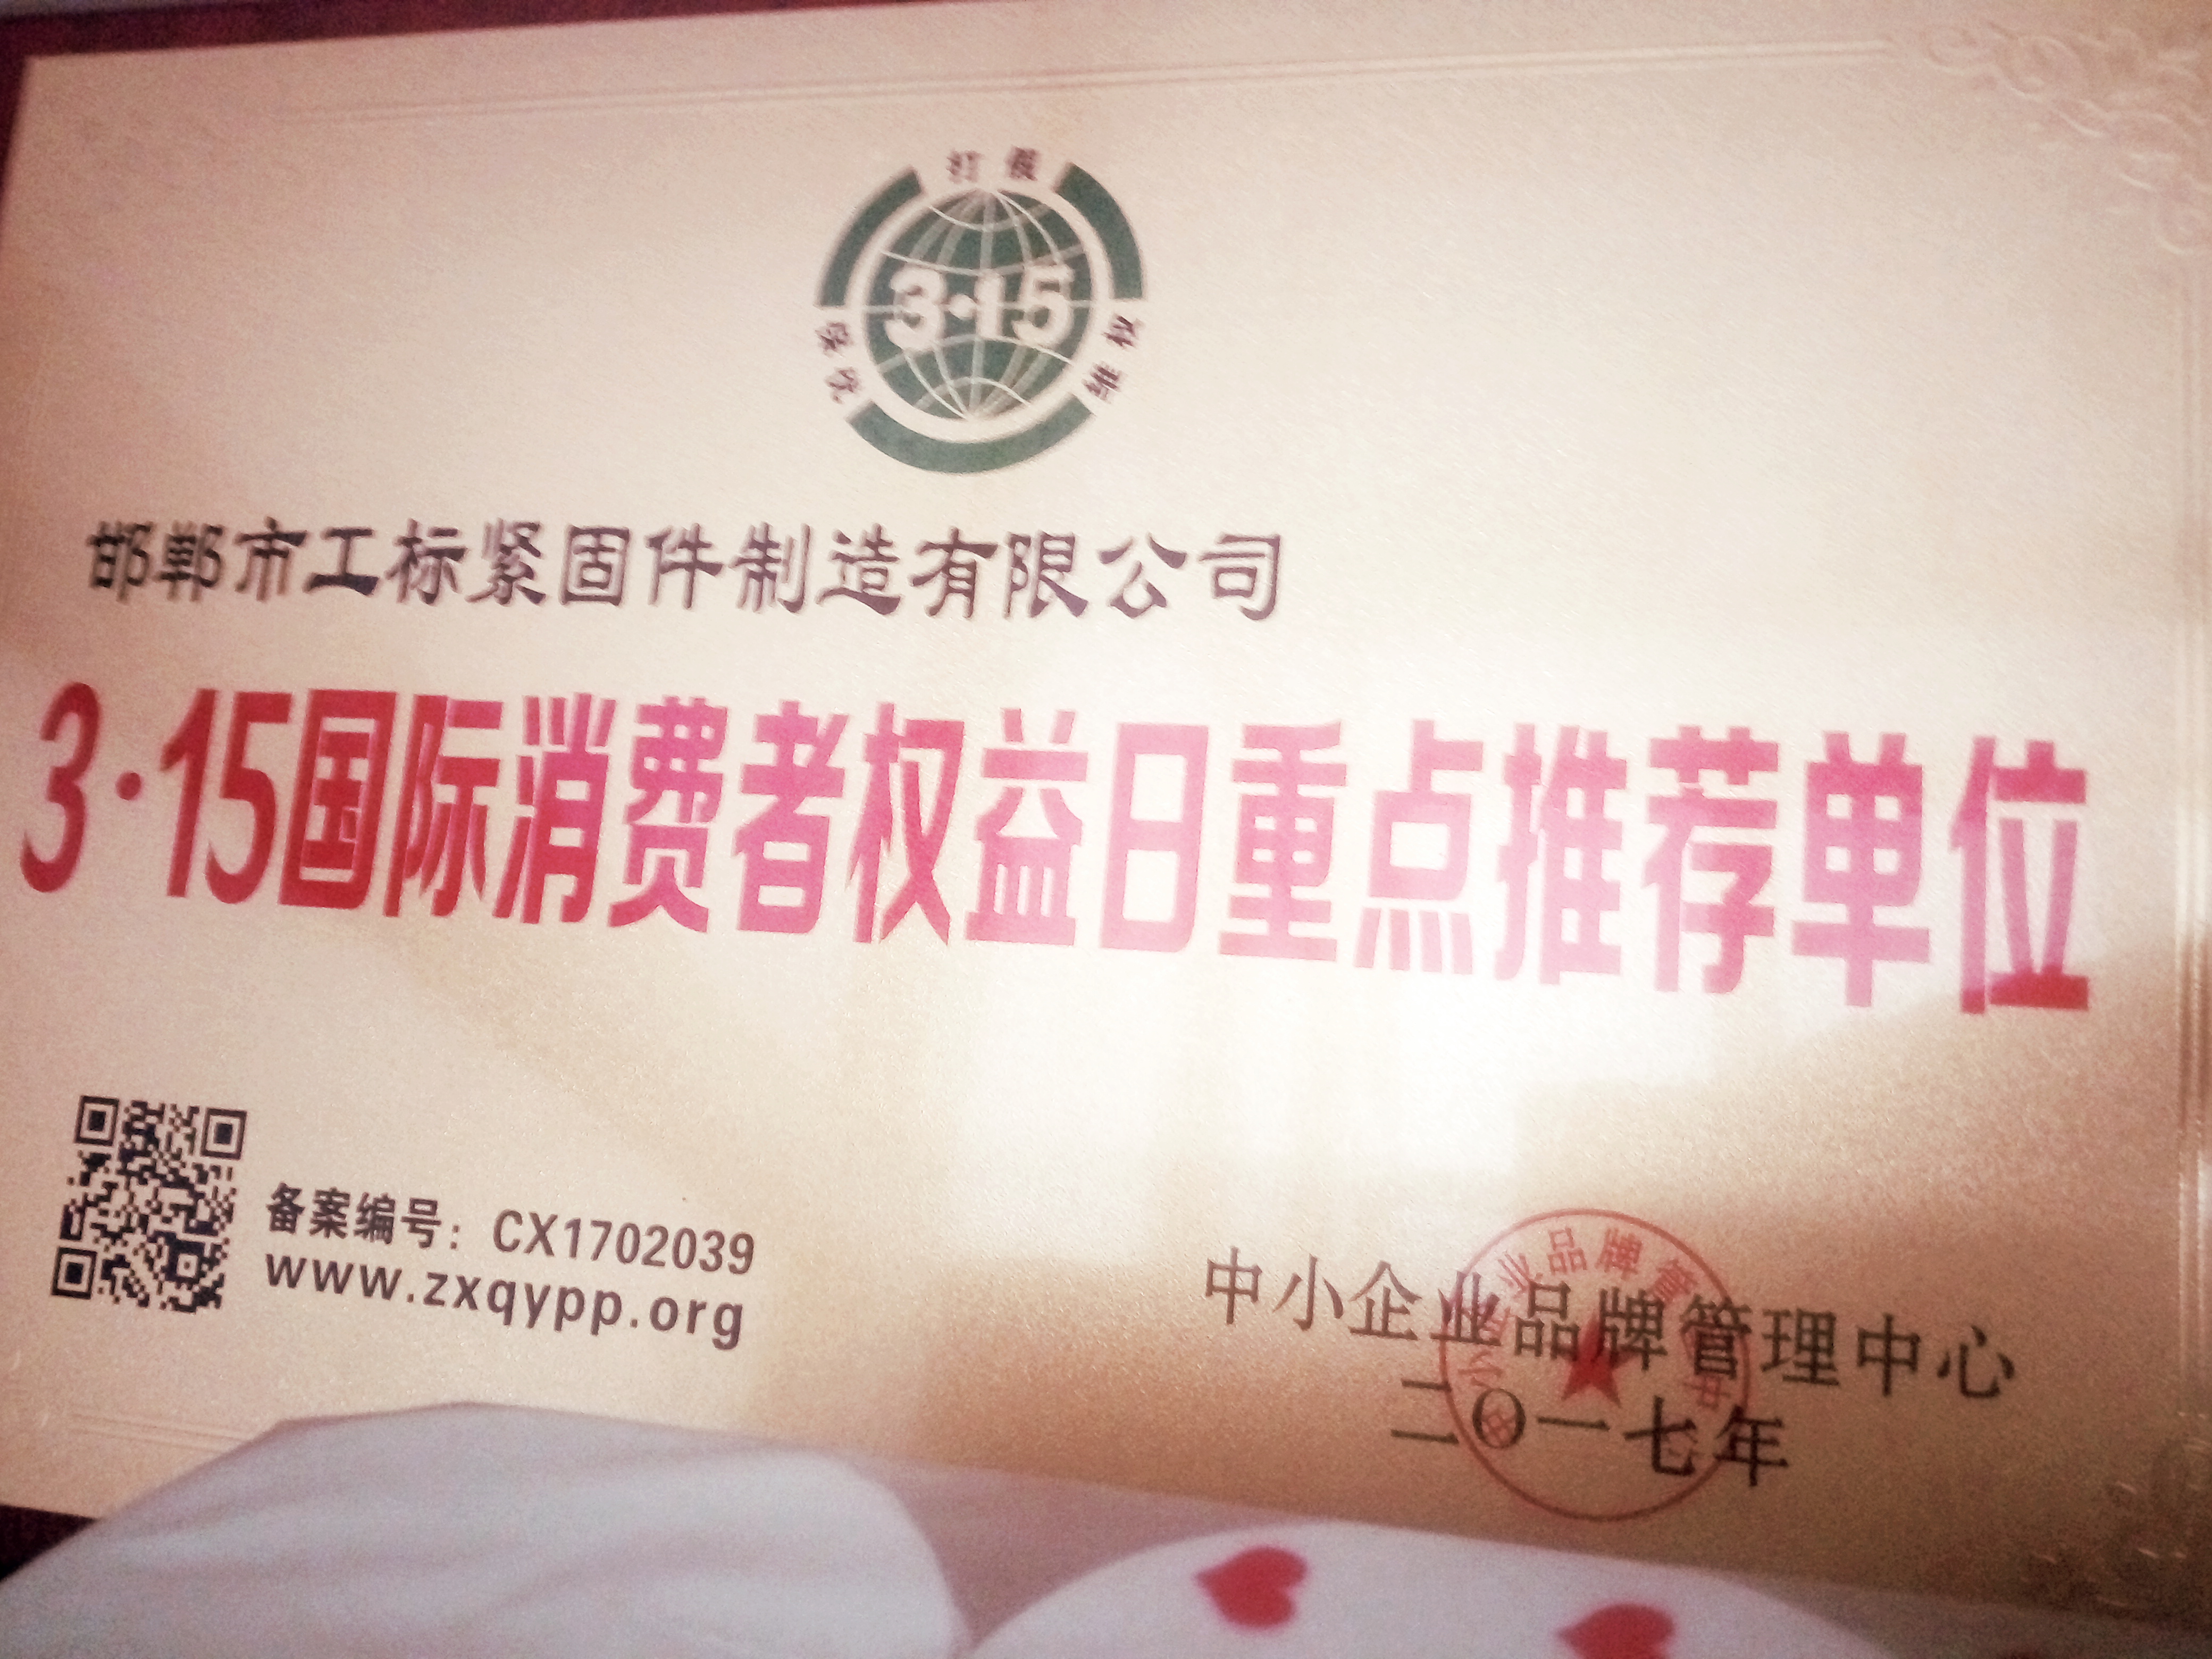 打假
3·15
邯郸市工标紧固件制造有限公司
3·15国际消费者权益日重点推荐单位
备案编号：CX1702039
www.zxqypp.org
中小企业品牌管理中心
二〇一七年